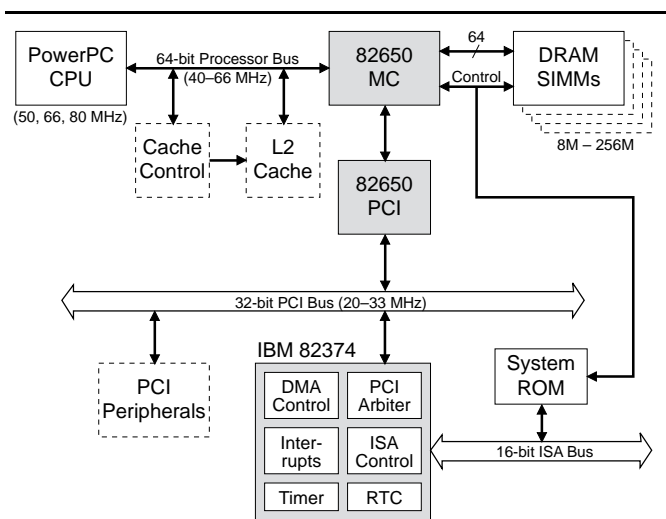 PowerPC
CPU
(50, 66, 80 MHz)
64-bit Processor Bus
(40–66 MHz)
82650
MC
64
Control
DRAM
SIMMs
8M – 256M
Cache
Control
L2
Cache
82650
PCI
32-bit PCI Bus (20–33 MHz)
PCI
Peripherals
IBM 82374
DMA
Control
PCI
Arbiter
Inter-
rupts
ISA
Control
Timer
RTC
System
ROM
16-bit ISA Bus